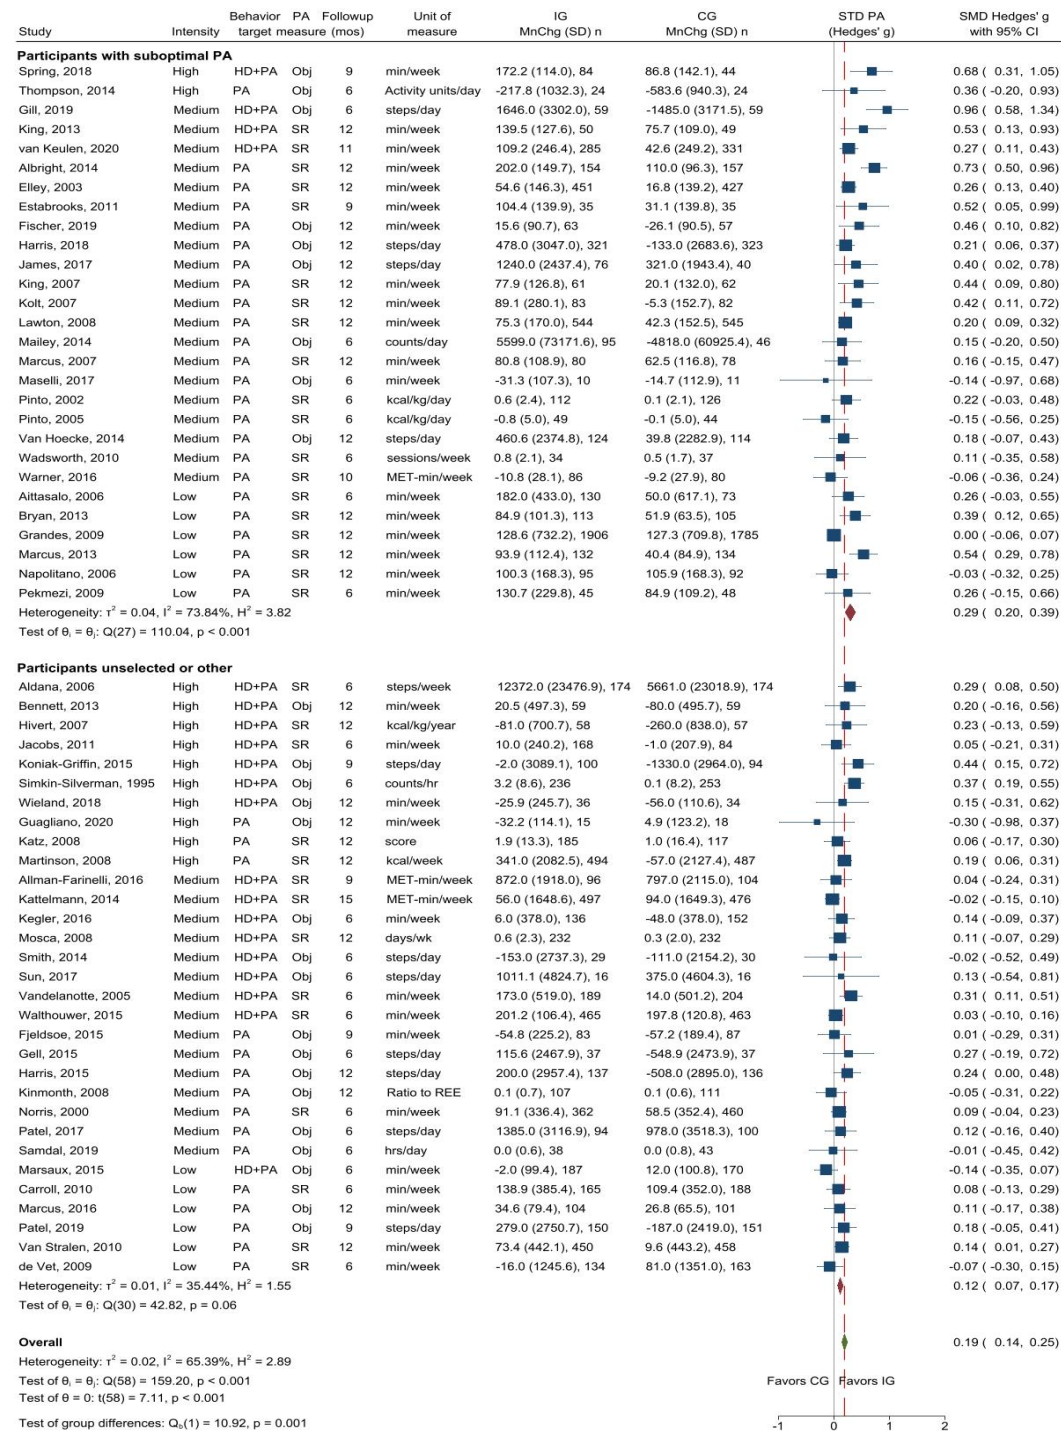 Behavior PA Followup Unit of IG CG STD PA SMD Hedges' g
Study Intensity target measure (mos) measure MnChg (SD) n MnChg (SD) n (Hedges' g) with 95% CI
Participants with suboptimal PA
Spring, 2018 High HD+PA Obj 9 min/week 172.2 (114.0), 84 86.8 (142.1), 44 0.68 ( 0.31, 1.05)
Thompson, 2014 High PA Obj 6 Activity units/day -217.8 (1032.3), 24 -583.6 (940.3), 24 0.36 ( -0.20, 0.93)
Gill, 2019 Medium HD+PA Obj 6 steps/day 1646.0 (3302.0), 59 -1485.0 (3171.5), 59 0.96 ( 0.58, 1.34)
King, 2013 Medium HD+PA SR 12 min/week 139.5 (127.6), 50 75.7 (109.0), 49 0.53 ( 0.13, 0.93)
van Keulen, 2020 Medium HD+PA SR 11 min/week 109.2 (246.4), 285 42.6 (249.2), 331 0.27 ( 0.11, 0.43)
Albright, 2014 Medium PA SR 12 min/week 202.0 (149.7), 154 110.0 (96.3), 157 0.73 ( 0.50, 0.96)
Elley, 2003 Medium PA SR 12 min/week 54.6 (146.3), 451 16.8 (139.2), 427 0.26 ( 0.13, 0.40)
Estabrooks, 2011 Medium PA SR 9 min/week 104.4 (139.9), 35 31.1 (139.8), 35 0.52 ( 0.05, 0.99)
Fischer, 2019 Medium PA Obj 12 min/week 15.6 (90.7), 63 -26.1 (90.5), 57 0.46 ( 0.10, 0.82)
Harris, 2018 Medium PA Obj 12 steps/day 478.0 (3047.0), 321 -133.0 (2683.6), 323 0.21 ( 0.06, 0.37)
James, 2017 Medium PA Obj 12 steps/day 1240.0 (2437.4), 76 321.0 (1943.4), 40 0.40 ( 0.02, 0.78)
King, 2007 Medium PA SR 12 min/week 77.9 (126.8), 61 20.1 (132.0), 62 0.44 ( 0.09, 0.80)
Kolt, 2007 Medium PA SR 12 min/week 89.1 (280.1), 83 -5.3 (152.7), 82 0.42 ( 0.11, 0.72)
Lawton, 2008 Medium PA SR 12 min/week 75.3 (170.0), 544 42.3 (152.5), 545 0.20 ( 0.09, 0.32)
Mailey, 2014 Medium PA Obj 6 counts/day 5599.0 (73171.6), 95 -4818.0 (60925.4), 46 0.15 ( -0.20, 0.50)
Marcus, 2007 Medium PA SR 12 min/week 80.8 (108.9), 80 62.5 (116.8), 78 0.16 ( -0.15, 0.47)
Maselli, 2017 Medium PA Obj 6 min/week -31.3 (107.3), 10 -14.7 (112.9), 11 -0.14 ( -0.97, 0.68)
Pinto, 2002 Medium PA SR 6 kcal/kg/day 0.6 (2.4), 112 0.1 (2.1), 126 0.22 ( -0.03, 0.48)
Pinto, 2005 Medium PA SR 6 kcal/kg/day -0.8 (5.0), 49 -0.1 (5.0), 44 -0.15 ( -0.56, 0.25)
Van Hoecke, 2014 Medium PA Obj 12 steps/day 460.6 (2374.8), 124 39.8 (2282.9), 114 0.18 ( -0.07, 0.43)
Wadsworth, 2010 Medium PA SR 6 sessions/week 0.8 (2.1), 34 0.5 (1.7), 37 0.11 ( -0.35, 0.58)
Warner, 2016 Medium PA SR 10 MET-min/week -10.8 (28.1), 86 -9.2 (27.9), 80 -0.06 ( -0.36, 0.24)
Aittasalo, 2006 Low PA SR 6 min/week 182.0 (433.0), 130 50.0 (617.1), 73 0.26 ( -0.03, 0.55)
Bryan, 2013 Low PA SR 12 min/week 84.9 (101.3), 113 51.9 (63.5), 105 0.39 ( 0.12, 0.65)
Grandes, 2009 Low PA SR 12 min/week 128.6 (732.2), 1906 127.3 (709.8), 1785 0.00 ( -0.06, 0.07)
Marcus, 2013 Low PA SR 12 min/week 93.9 (112.4), 132 40.4 (84.9), 134 0.54 ( 0.29, 0.78)
Napolitano, 2006 Low PA SR 12 min/week 100.3 (168.3), 95 105.9 (168.3), 92 -0.03 ( -0.32, 0.25)
Pekmezi, 2009 Low PA SR 6 min/week 130.7 (229.8), 45 84.9 (109.2), 48 0.26 ( -0.15, 0.66)
Heterogeneity: τ² = 0.04, I² = 73.84%, H² = 3.82 0.29 ( 0.20, 0.39)
Test of θᵢ = θⱼ: Q(27) = 110.04, p < 0.001
Participants unselected or other
Aldana, 2006 High HD+PA SR 6 steps/week 12372.0 (23476.9), 174 5661.0 (23018.9), 174 0.29 ( 0.08, 0.50)
Bennett, 2013 High HD+PA Obj 12 min/week 20.5 (497.3), 59 -80.0 (495.7), 59 0.20 ( -0.16, 0.56)
Hivert, 2007 High HD+PA SR 12 kcal/kg/year -81.0 (700.7), 58 -260.0 (838.0), 57 0.23 ( -0.13, 0.59)
Jacobs, 2011 High HD+PA SR 6 min/week 10.0 (240.2), 168 -1.0 (207.9), 84 0.05 ( -0.21, 0.31)
Koniak-Griffin, 2015 High HD+PA Obj 9 steps/day -2.0 (3089.1), 100 -1330.0 (2964.0), 94 0.44 ( 0.15, 0.72)
Simkin-Silverman, 1995 High HD+PA Obj 6 counts/hr 3.2 (8.6), 236 0.1 (8.2), 253 0.37 ( 0.19, 0.55)
Wieland, 2018 High HD+PA Obj 12 min/week -25.9 (245.7), 36 -56.0 (110.6), 34 0.15 ( -0.31, 0.62)
Guagliano, 2020 High PA Obj 12 min/week -32.2 (114.1), 15 4.9 (123.2), 18 -0.30 ( -0.98, 0.37)
Katz, 2008 High PA SR 12 score 1.9 (13.3), 185 1.0 (16.4), 117 0.06 ( -0.17, 0.30)
Martinson, 2008 High PA SR 12 kcal/week 341.0 (2082.5), 494 -57.0 (2127.4), 487 0.19 ( 0.06, 0.31)
Allman-Farinelli, 2016 Medium HD+PA SR 9 MET-min/week 872.0 (1918.0), 96 797.0 (2115.0), 104 0.04 ( -0.24, 0.31)
Kattelmann, 2014 Medium HD+PA SR 15 MET-min/week 56.0 (1648.6), 497 94.0 (1649.3), 476 -0.02 ( -0.15, 0.10)
Kegler, 2016 Medium HD+PA Obj 6 min/week 6.0 (378.0), 136 -48.0 (378.0), 152 0.14 ( -0.09, 0.37)
Mosca, 2008 Medium HD+PA SR 12 days/wk 0.6 (2.3), 232 0.3 (2.0), 232 0.11 ( -0.07, 0.29)
Smith, 2014 Medium HD+PA Obj 6 steps/day -153.0 (2737.3), 29 -111.0 (2154.2), 30 -0.02 ( -0.52, 0.49)
Sun, 2017 Medium HD+PA Obj 6 steps/day 1011.1 (4824.7), 16 375.0 (4604.3), 16 0.13 ( -0.54, 0.81)
Vandelanotte, 2005 Medium HD+PA SR 6 min/week 173.0 (519.0), 189 14.0 (501.2), 204 0.31 ( 0.11, 0.51)
Walthouwer, 2015 Medium HD+PA SR 6 min/week 201.2 (106.4), 465 197.8 (120.8), 463 0.03 ( -0.10, 0.16)
Fjeldsoe, 2015 Medium PA Obj 9 min/week -54.8 (225.2), 83 -57.2 (189.4), 87 0.01 ( -0.29, 0.31)
Gell, 2015 Medium PA Obj 6 steps/day 115.6 (2467.9), 37 -548.9 (2473.9), 37 0.27 ( -0.19, 0.72)
Harris, 2015 Medium PA Obj 12 steps/day 200.0 (2957.4), 137 -508.0 (2895.0), 136 0.24 ( 0.00, 0.48)
Kinmonth, 2008 Medium PA Obj 12 Ratio to REE 0.1 (0.7), 107 0.1 (0.6), 111 -0.05 ( -0.31, 0.22)
Norris, 2000 Medium PA SR 6 min/week 91.1 (336.4), 362 58.5 (352.4), 460 0.09 ( -0.04, 0.23)
Patel, 2017 Medium PA Obj 6 steps/day 1385.0 (3116.9), 94 978.0 (3518.3), 100 0.12 ( -0.16, 0.40)
Samdal, 2019 Medium PA Obj 6 hrs/day 0.0 (0.6), 38 0.0 (0.8), 43 -0.01 ( -0.45, 0.42)
Marsaux, 2015 Low HD+PA Obj 6 min/week -2.0 (99.4), 187 12.0 (100.8), 170 -0.14 ( -0.35, 0.07)
Carroll, 2010 Low PA SR 6 min/week 138.9 (385.4), 165 109.4 (352.0), 188 0.08 ( -0.13, 0.29)
Marcus, 2016 Low PA Obj 12 min/week 34.6 (79.4), 104 26.8 (65.5), 101 0.11 ( -0.17, 0.38)
Patel, 2019 Low PA Obj 9 steps/day 279.0 (2750.7), 150 -187.0 (2419.0), 151 0.18 ( -0.05, 0.41)
Van Stralen, 2010 Low PA SR 12 min/week 73.4 (442.1), 450 9.6 (443.2), 458 0.14 ( 0.01, 0.27)
de Vet, 2009 Low PA SR 6 min/week -16.0 (1245.6), 134 81.0 (1351.0), 163 -0.07 ( -0.30, 0.15)
Heterogeneity: τ² = 0.01, I² = 35.44%, H² = 1.55 0.12 ( 0.07, 0.17)
Test of θᵢ = θⱼ: Q(30) = 42.82, p = 0.06
Overall 0.19 ( 0.14, 0.25)
Heterogeneity: τ² = 0.02, I² = 65.39%, H² = 2.89
Test of θᵢ = θⱼ: Q(58) = 159.20, p < 0.001 Favors CG Favors IG
Test of θ = 0: t(58) = 7.11, p < 0.001
Test of group differences: Q_b(1) = 10.92, p = 0.001
-1 0 1 2